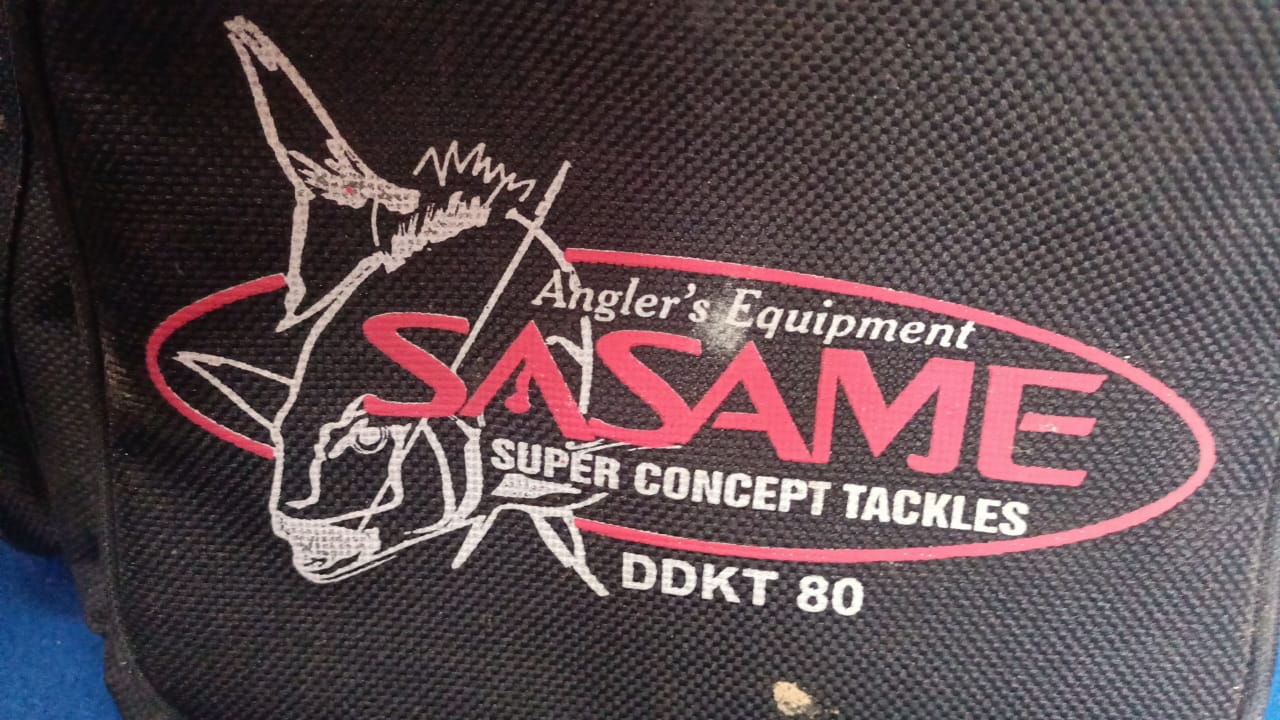 Angler's Equipment
SASAME
SUPER CONCEPT TACKLES
DDKT 80